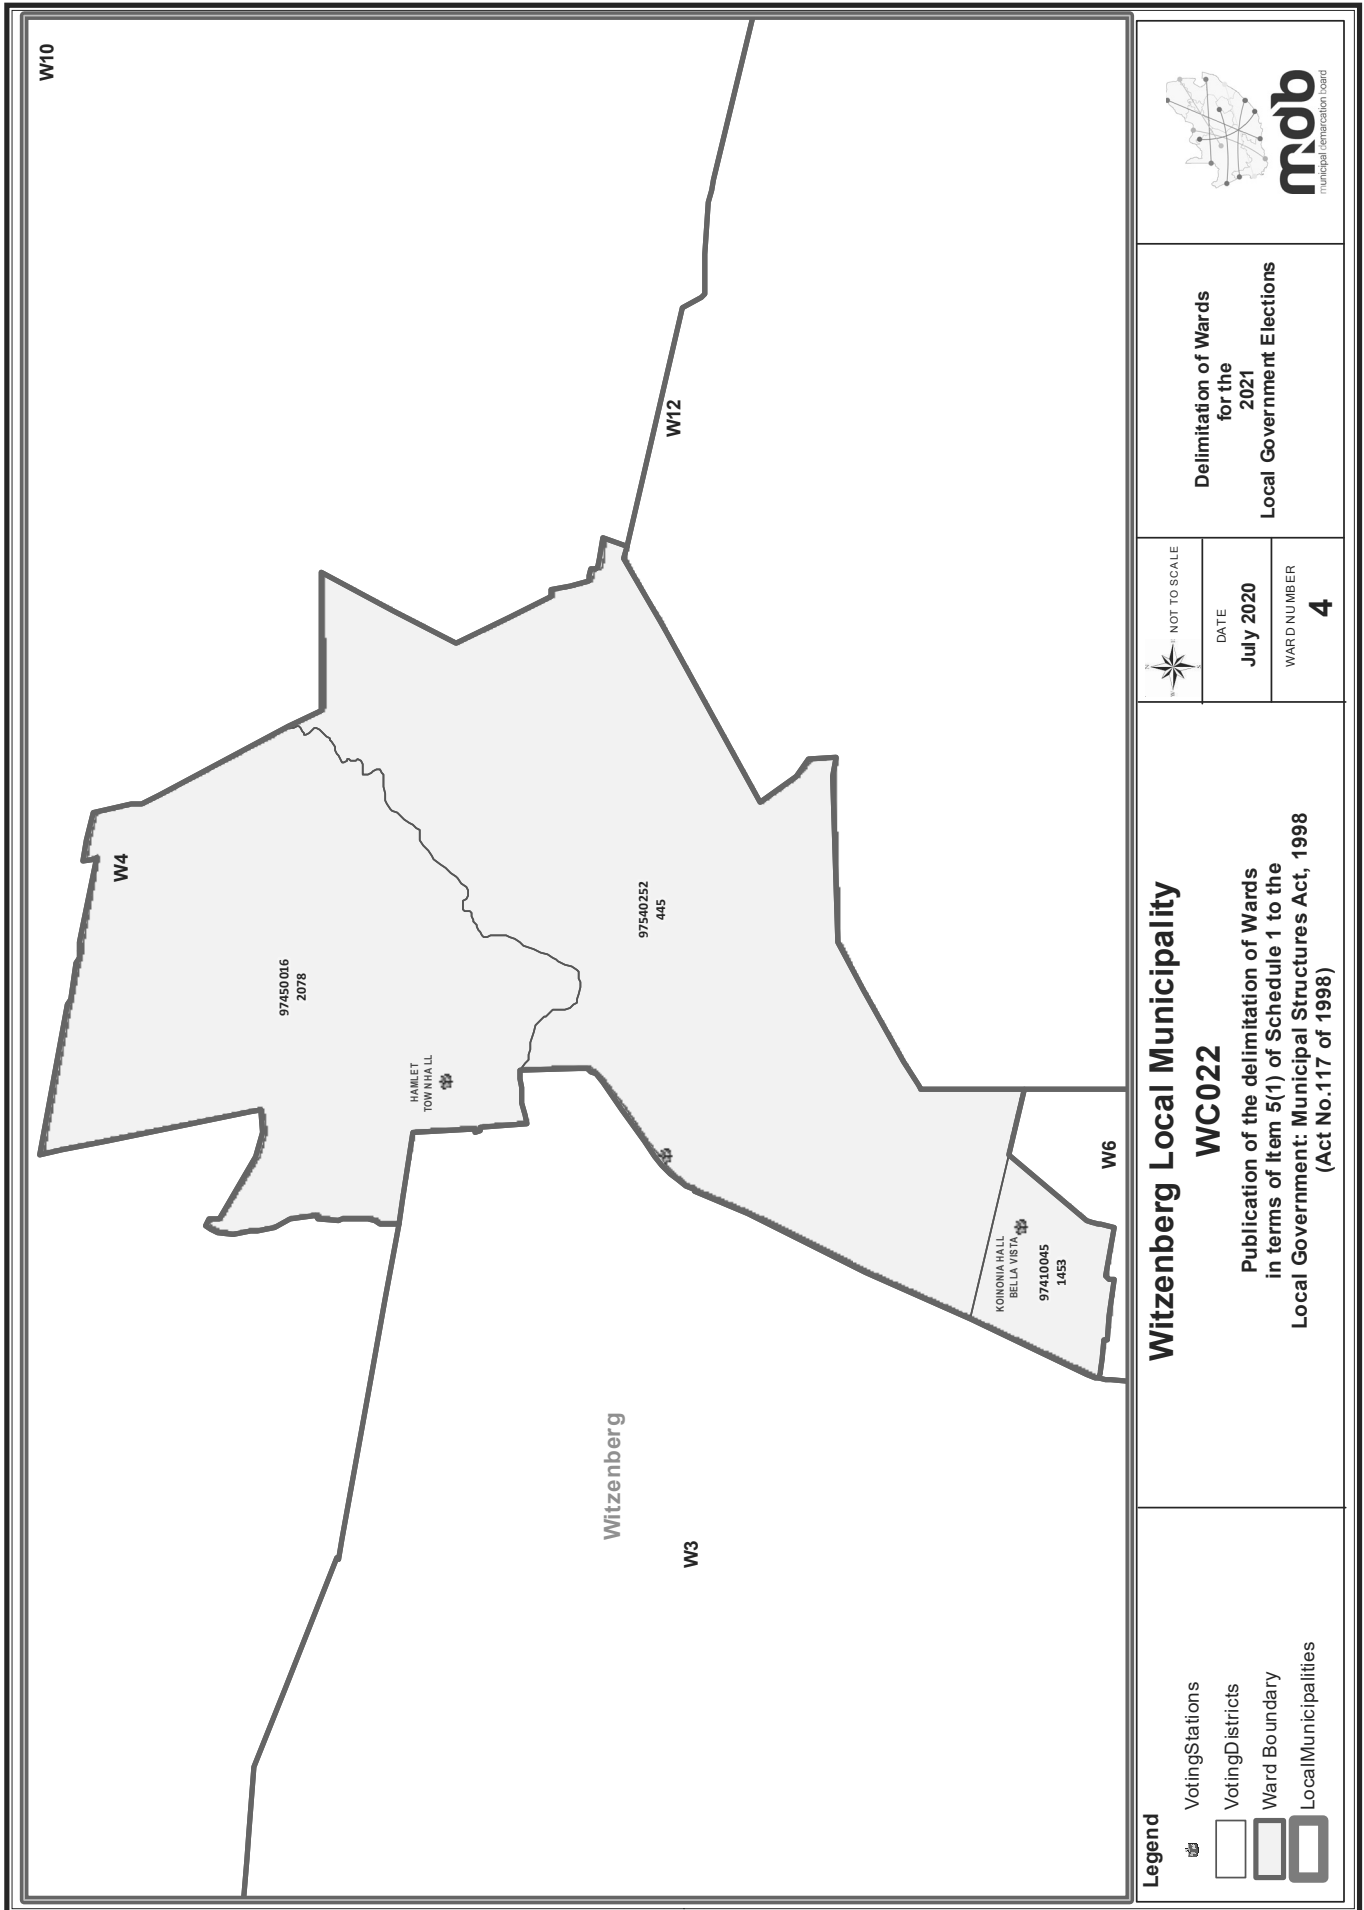 W10
W4
97450016
2078
HAMLET
TOWNHALL
W12
97540252
445
Witzenberg
W3
KOINONIA HALL
BELLA VISTA
97410045
1453
W6
Legend
VotingStations
VotingDistricts
Ward Boundary
LocalMunicipalities
Witzenberg Local Municipality
WC022
Publication of the delimitation of Wards
in terms of Item 5(1) of Schedule 1 to the
Local Government: Municipal Structures Act, 1998
(Act No.117 of 1998)
N
W E
S
NOT TO SCALE
DATE
July 2020
WARD NUMBER
4
Delimitation of Wards
for the
2021
Local Government Elections
mdb
municipal demarcation board